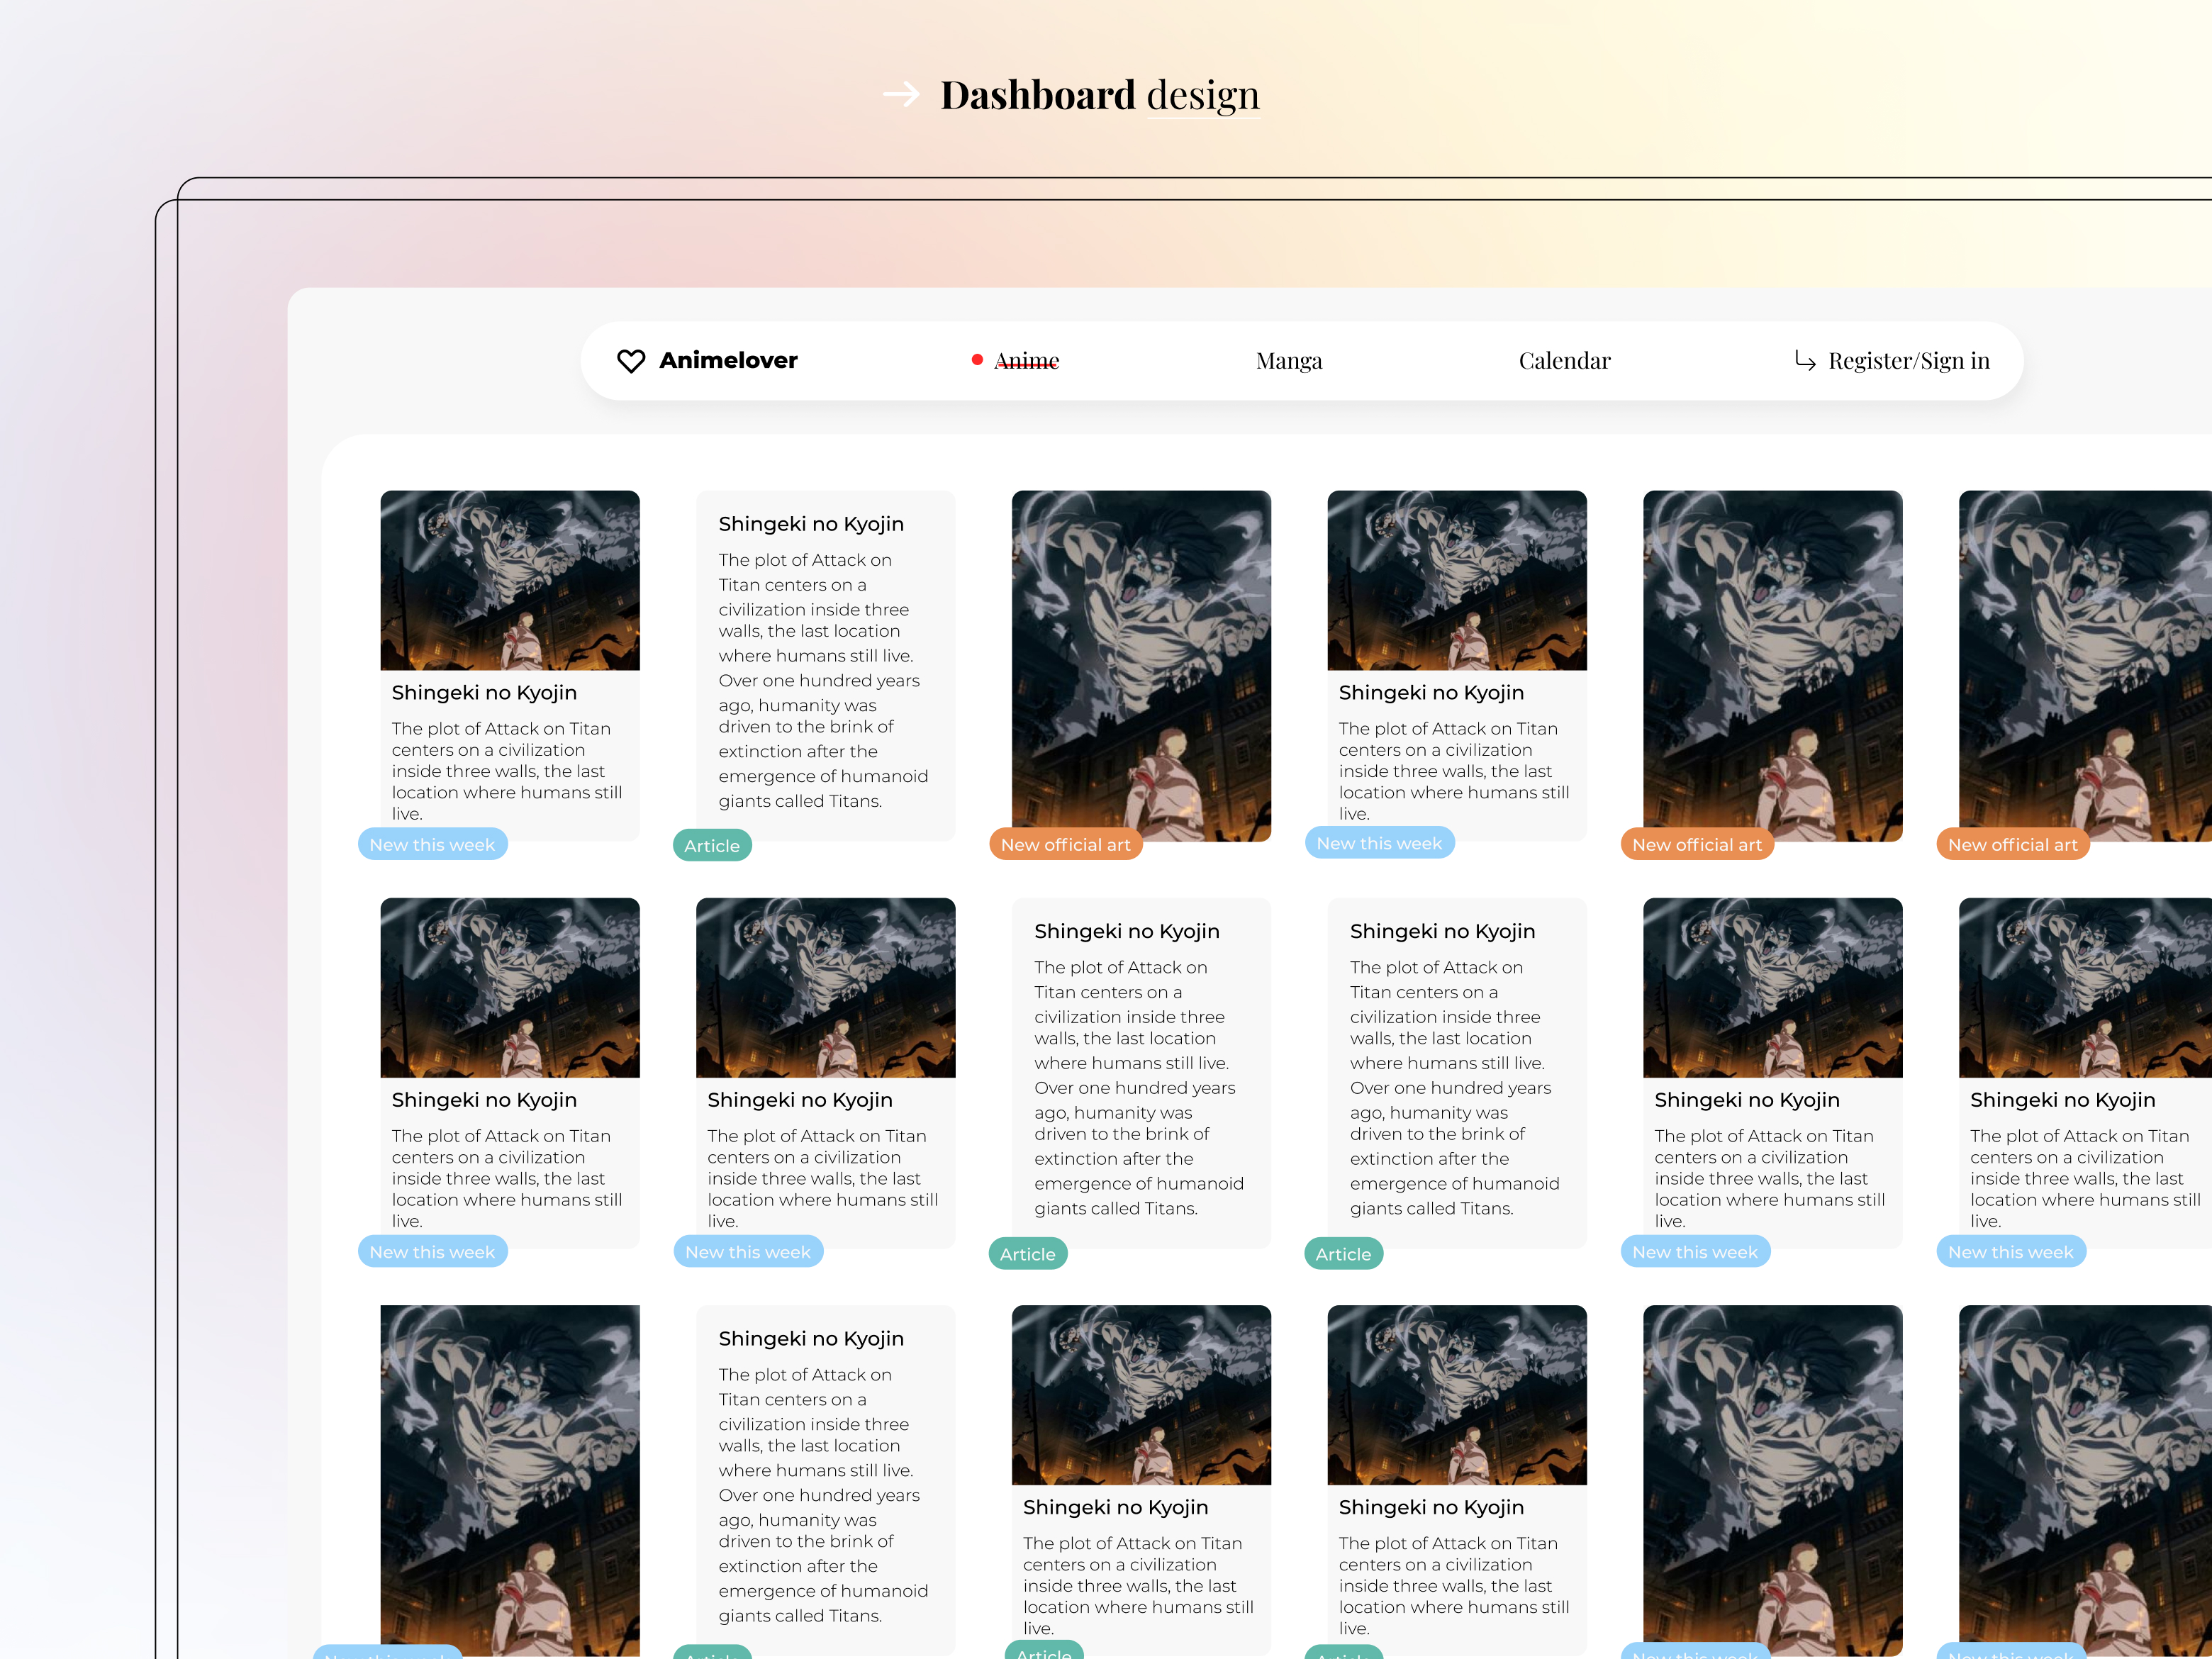 Dashboard design
Animelover
Anime
Manga
Calendar
Register/Sign in
Shingeki no Kyojin
The plot of Attack on Titan
centers on a civilization
inside three walls, the last
location where humans still
live.
New this week
Shingeki no Kyojin
The plot of Attack on
Titan centers on a
civilization inside three
walls, the last location
where humans still live.
Over one hundred years
ago, humanity was
driven to the brink of
extinction after the
emergence of humanoid
giants called Titans.
Article
New official art
Shingeki no Kyojin
The plot of Attack on Titan
centers on a civilization
inside three walls, the last
location where humans still
live.
New this week
New official art
New official art
Shingeki no Kyojin
The plot of Attack on Titan
centers on a civilization
inside three walls, the last
location where humans still
live.
New this week
Shingeki no Kyojin
The plot of Attack on Titan
centers on a civilization
inside three walls, the last
location where humans still
live.
New this week
Shingeki no Kyojin
The plot of Attack on
Titan centers on a
civilization inside three
walls, the last location
where humans still live.
Over one hundred years
ago, humanity was
driven to the brink of
extinction after the
emergence of humanoid
giants called Titans.
Article
Shingeki no Kyojin
The plot of Attack on
Titan centers on a
civilization inside three
walls, the last location
where humans still live.
Over one hundred years
ago, humanity was
driven to the brink of
extinction after the
emergence of humanoid
giants called Titans.
Article
Shingeki no Kyojin
The plot of Attack on Titan
centers on a civilization
inside three walls, the last
location where humans still
live.
New this week
Shingeki no Kyojin
The plot of Attack on Titan
centers on a civilization
inside three walls, the last
location where humans still
live.
New this week
New this week
Shingeki no Kyojin
The plot of Attack on
Titan centers on a
civilization inside three
walls, the last location
where humans still live.
Over one hundred years
ago, humanity was
driven to the brink of
extinction after the
emergence of humanoid
giants called Titans.
Article
Shingeki no Kyojin
The plot of Attack on Titan
centers on a civilization
inside three walls, the last
location where humans still
live.
Article
Shingeki no Kyojin
The plot of Attack on Titan
centers on a civilization
inside three walls, the last
location where humans still
live.
Article
New this week
New this week